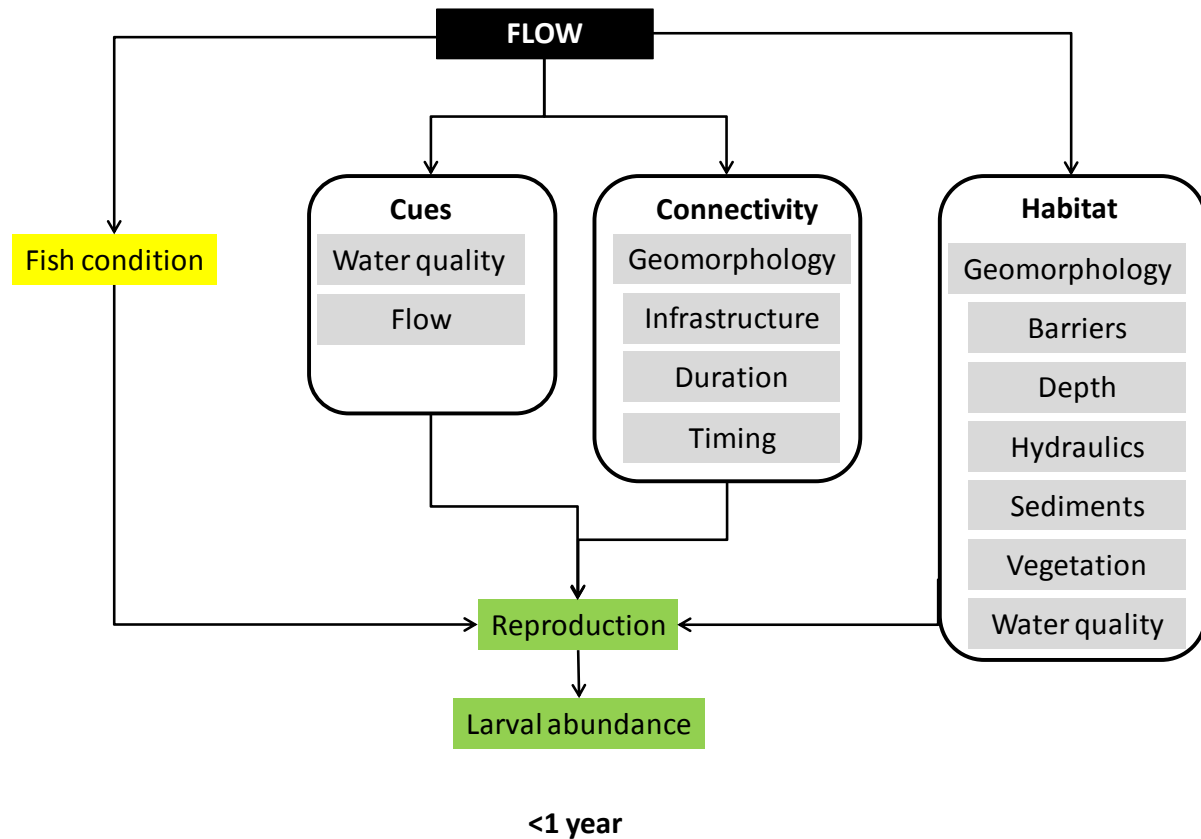 FLOW
Fish condition
Cues
Water quality
Flow
Connectivity
Geomorphology
Infrastructure
Duration
Timing
Habitat
Geomorphology
Barriers
Depth
Hydraulics
Sediments
Vegetation
Water quality
Reproduction
Larval abundance
<1 year